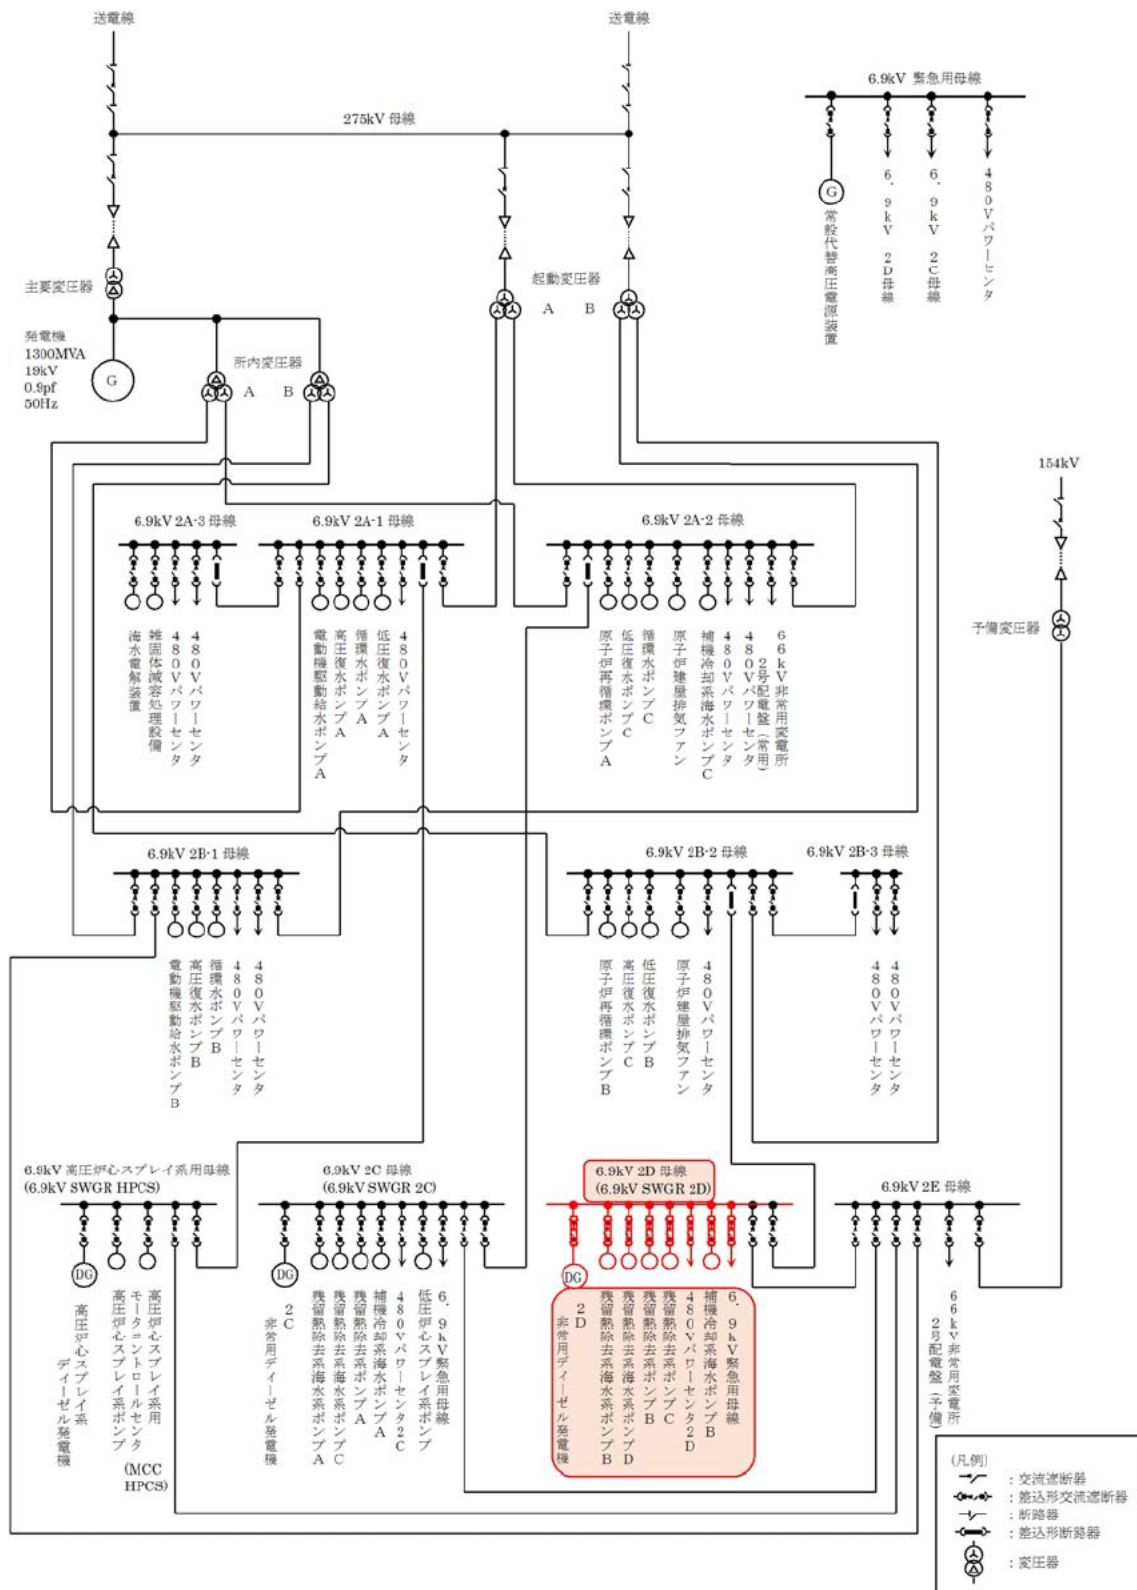 送電線
送電線
6.9kV 緊急用母線
275kV 母線
G
常設代替高圧電源装置
6.9kV 2D母線
6.9kV 2C母線
480Vパワーセンタ
主要変圧器
起動変圧器
A
B
発電機
1300MVA
19kV
0.9pf
50Hz
G
所内変圧器
A
B
154kV
予備変圧器
6.9kV 2A-3 母線
6.9kV 2A-1 母線
6.9kV 2A-2 母線
海水電解装置
雑固体減容処理設備
480Vパワーセンタ
480Vパワーセンタ
電動機駆動給水ポンプA
高圧復水ポンプA
循環水ポンプA
低圧復水ポンプA
480Vパワーセンタ
原子炉再循環ポンプA
低圧復水ポンプC
循環水ポンプC
原子炉建屋排気ファン
補機冷却系海水ポンプC
480Vパワーセンタ
480Vパワーセンタ
66kV非常用変電所
2号配電盤(常用)
6.9kV 2B-1 母線
6.9kV 2B-2 母線
6.9kV 2B-3 母線
電動機駆動給水ポンプB
高圧復水ポンプB
循環水ポンプB
480Vパワーセンタ
480Vパワーセンタ
原子炉再循環ポンプB
高圧復水ポンプC
低圧復水ポンプB
原子炉建屋排気ファン
480Vパワーセンタ
480Vパワーセンタ
480Vパワーセンタ
6.9kV 高圧炉心スプレイ系用母線
(6.9kV SWGR HPCS)
6.9kV 2C 母線
(6.9kV SWGR 2C)
6.9kV 2D 母線
(6.9kV SWGR 2D)
6.9kV 2E 母線
DG
高圧炉心スプレイ系
ディーゼル発電機
高圧炉心スプレイ系ポンプ
高圧炉心スプレイ系用
モータコントロールセンタ
(MCC
HPCS)
DG
2C
非常用ディーゼル発電機
残留熱除去系海水系ポンプA
残留熱除去系海水系ポンプC
残留熱除去系ポンプA
補機冷却系海水ポンプA
480Vパワーセンタ2C
低圧炉心スプレイ系ポンプ
6.9kV緊急用母線
DG
2D
非常用ディーゼル発電機
残留熱除去系海水系ポンプB
残留熱除去系海水系ポンプD
残留熱除去系ポンプB
残留熱除去系ポンプC
480Vパワーセンタ2D
補機冷却系海水ポンプB
6.9kV緊急用母線
66kV非常用変電所
2号配電盤(予備)
(凡例)
:交流遮断器
:差込形交流遮断器
:断路器
:差込形断路器
:変圧器